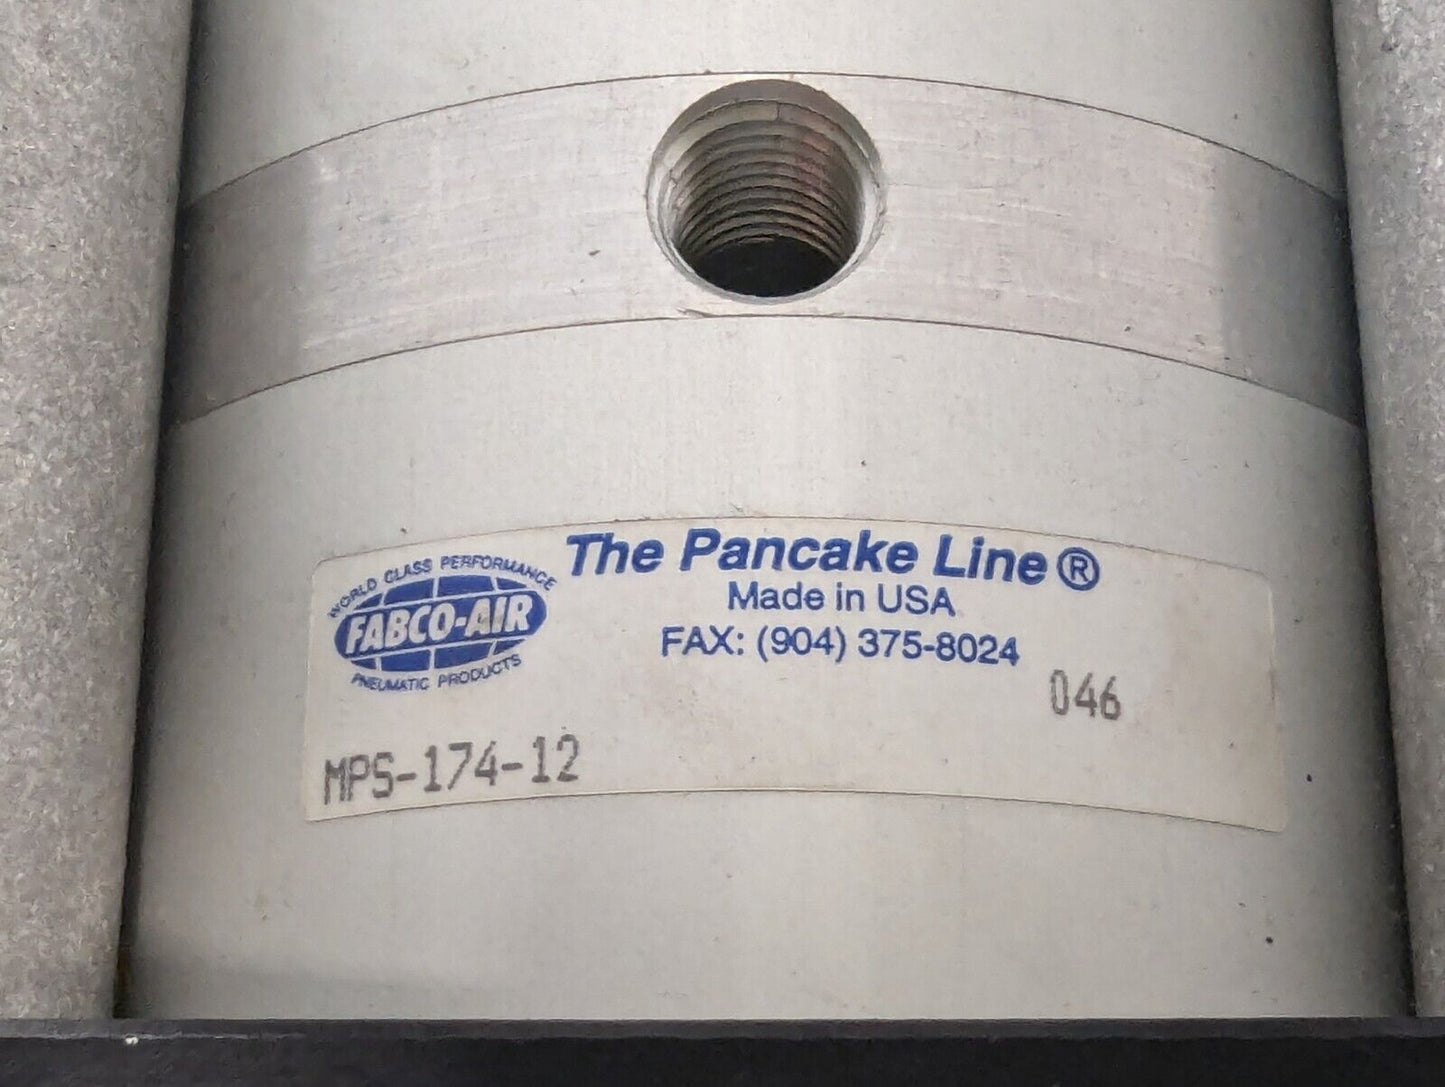 The Pancake Line®
Made in USA
FAX: (904) 375-8024
WORLD CLASS PERFORMANCE
FABCO-AIR
PNEUMATIC PRODUCTS
046
MPS-174-12